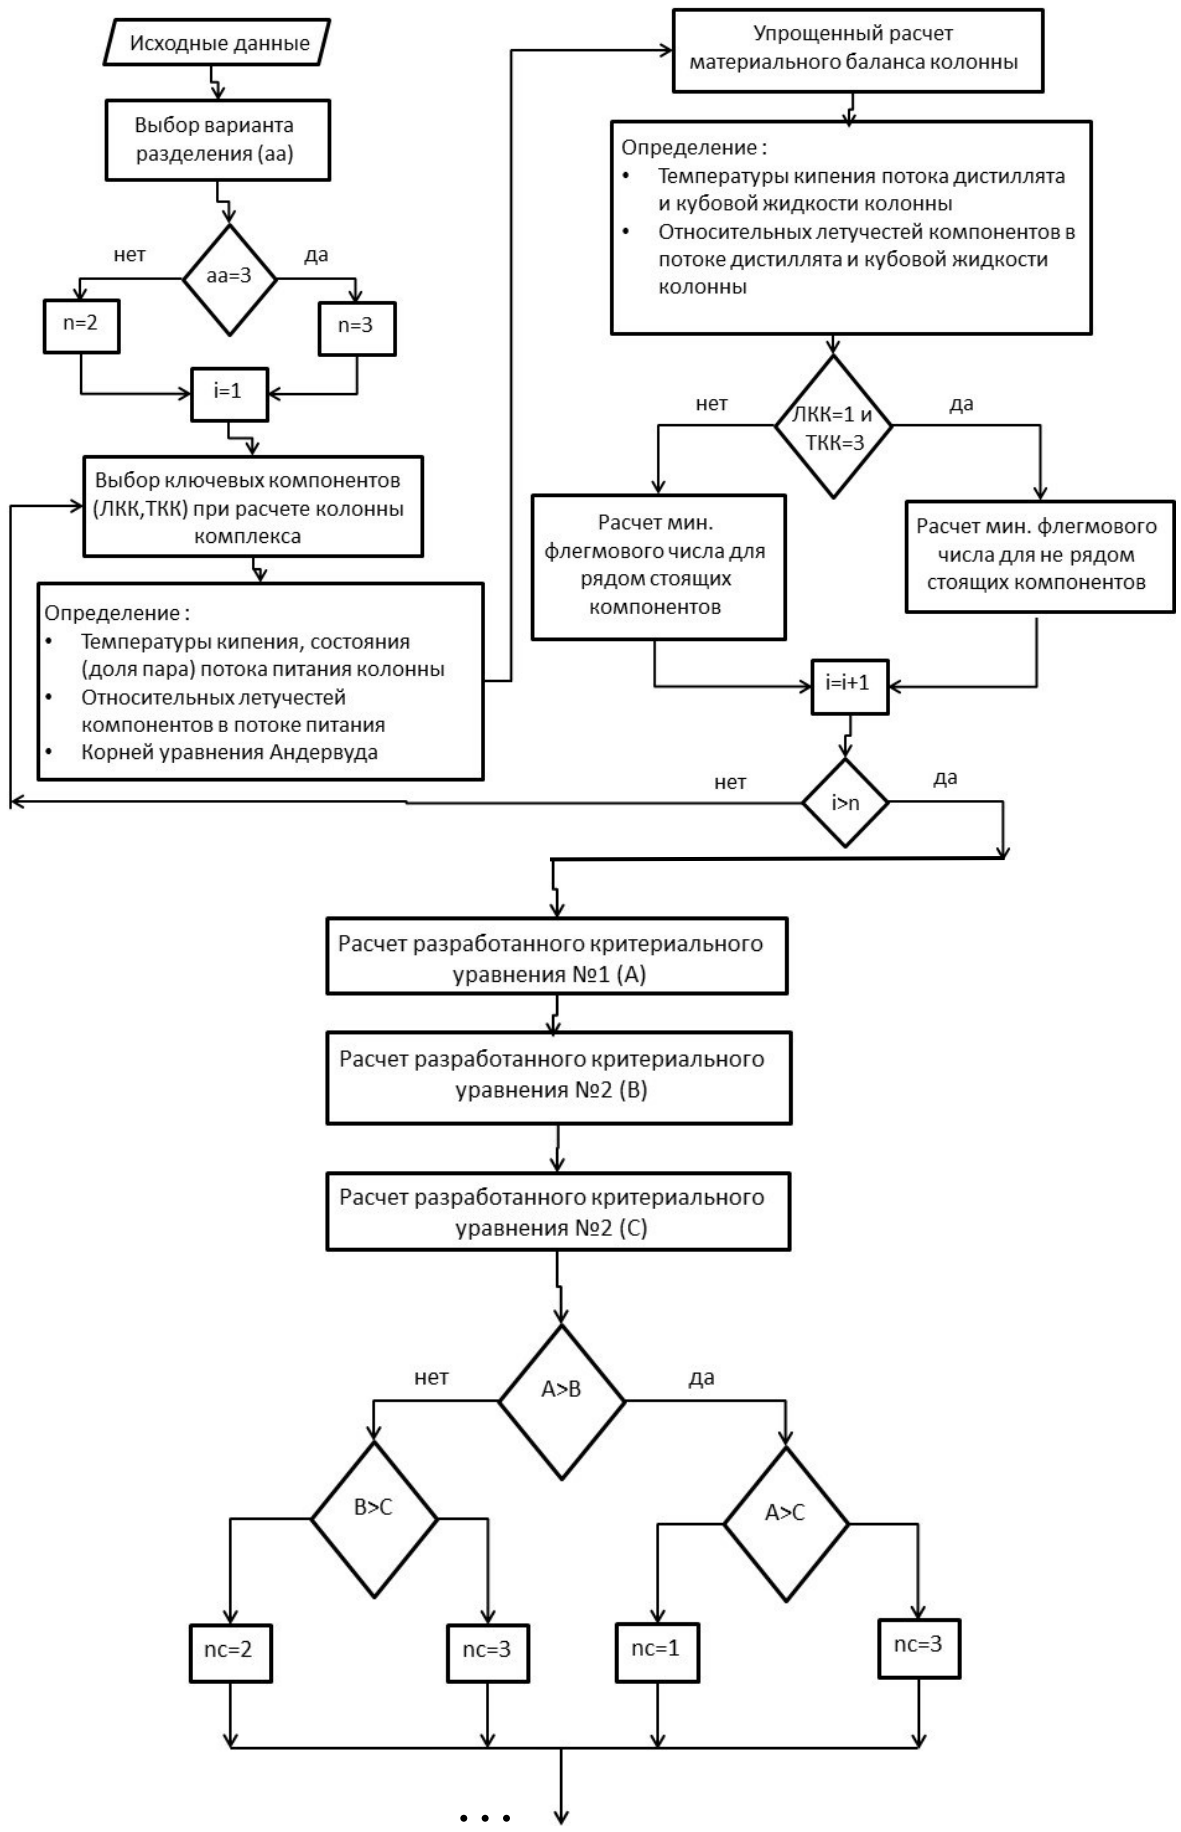 Исходные данные
Выбор варианта
разделения (аа)
нет
да
аа=3
n=2
n=3
i=1
Выбор ключевых компонентов
(ЛКК,ТКК) при расчете колонны
комплекса
Определение :
• Температуры кипения, состояния
(доля пара) потока питания колонны
• Относительных летучестей
компонентов в потоке питания
• Корней уравнения Андервуда
Упрощенный расчет
материального баланса колонны
Определение :
• Температуры кипения потока дистиллята
и кубовой жидкости колонны
• Относительных летучестей компонентов в
потоке дистиллята и кубовой жидкости
колонны
нет
да
ЛКК=1 и
ТКК=3
Расчет мин.
флегмового числа для
рядом стоящих
компонентов
Расчет мин. флегмового
числа для не рядом
стоящих компонентов
i=i+1
нет
да
i>n
Расчет разработанного критериального
уравнения №1 (А)
Расчет разработанного критериального
уравнения №2 (В)
Расчет разработанного критериального
уравнения №2 (С)
нет
да
А>В
В>С
А>С
nc=2
nc=3
nc=1
nc=3
...